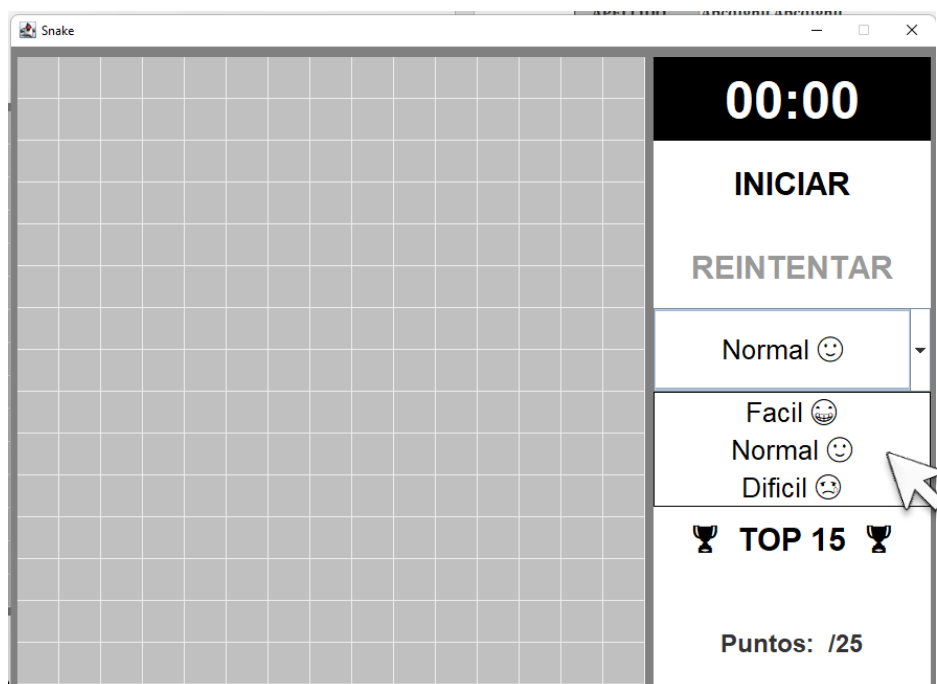 Snake
00:00
INICIAR
REINTENTAR
Normal 🙂
Facil 😁
Normal 🙂
Dificil 😢
🏆 TOP 15 🏆
Puntos: /25